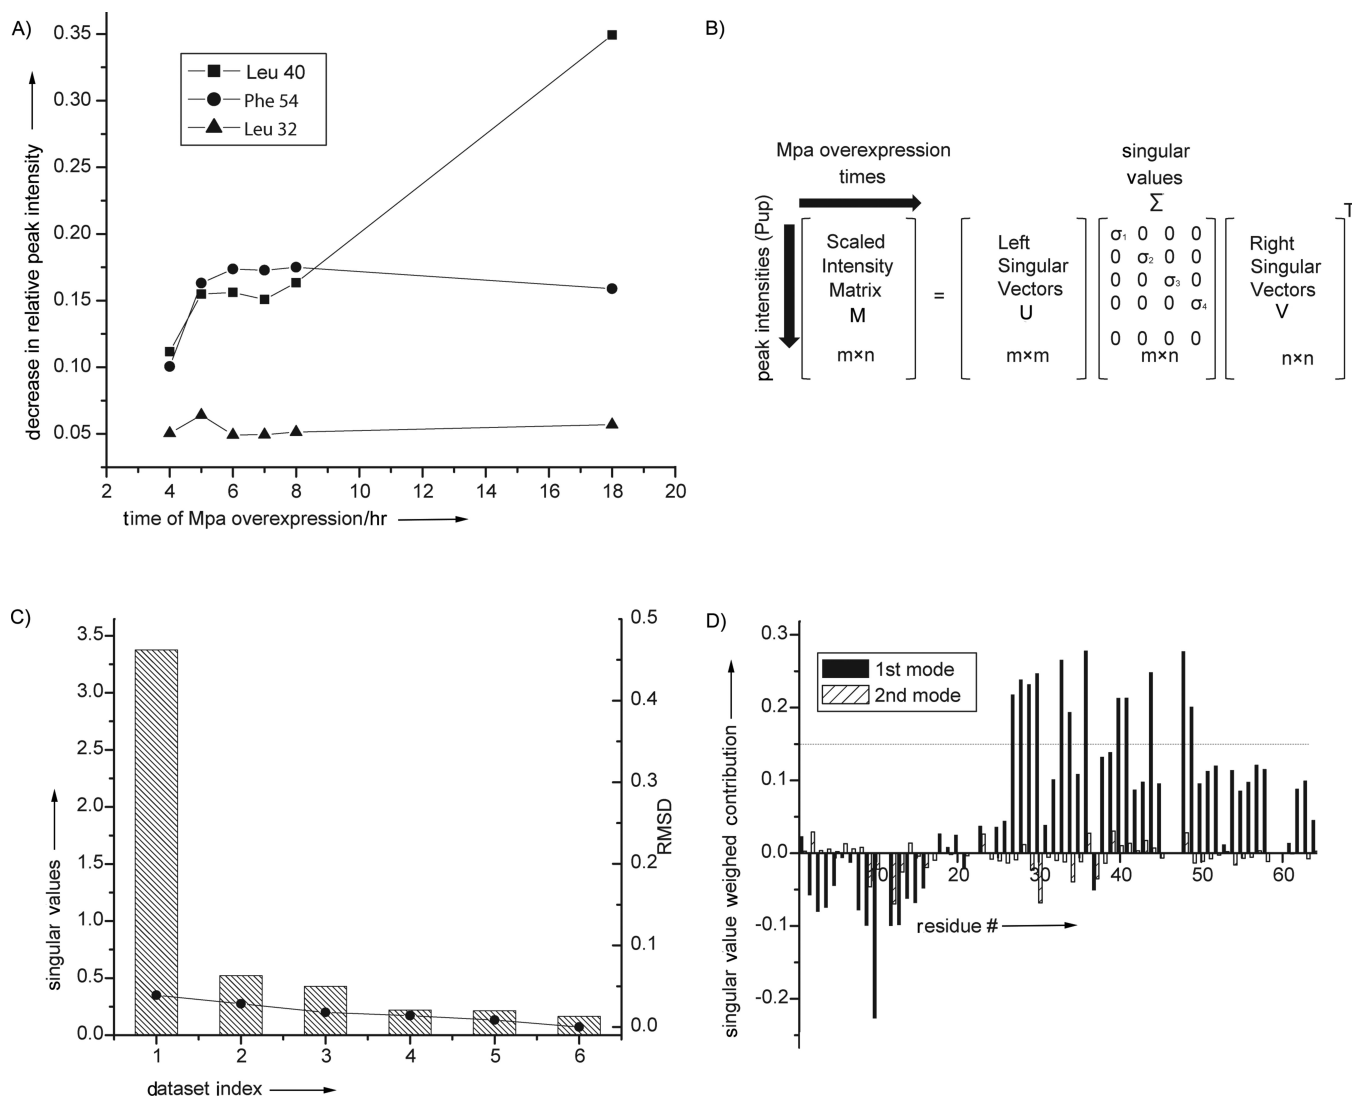 A)
decrease in relative peak intensity
0.35
0.30
0.25
0.20
0.15
0.10
0.05
Leu 40
Phe 54
Leu 32
2 4 6 8 10 12 14 16 18 20
time of Mpa overexpression/hr
B)
Mpa overexpression
times
singular
values
Σ
peak intensities (Pup)
Scaled
Intensity
Matrix
M
m×n
=
Left
Singular
Vectors
U
m×m
σ1 0 0 0
0 σ2 0 0
0 0 σ3 0
0 0 0 σ4
0 0 0 0
m×n
Right
Singular
Vectors
V
n×n
T
C)
singular values
3.5
3.0
2.5
2.0
1.5
1.0
0.5
0.0
0.5
0.4
0.3
0.2
0.1
0.0
RMSD
1 2 3 4 5 6
dataset index
D)
singular value weighed contribution
0.3
0.2
0.1
0.0
-0.1
-0.2
1st mode
2nd mode
20 30 40 50 60
residue #